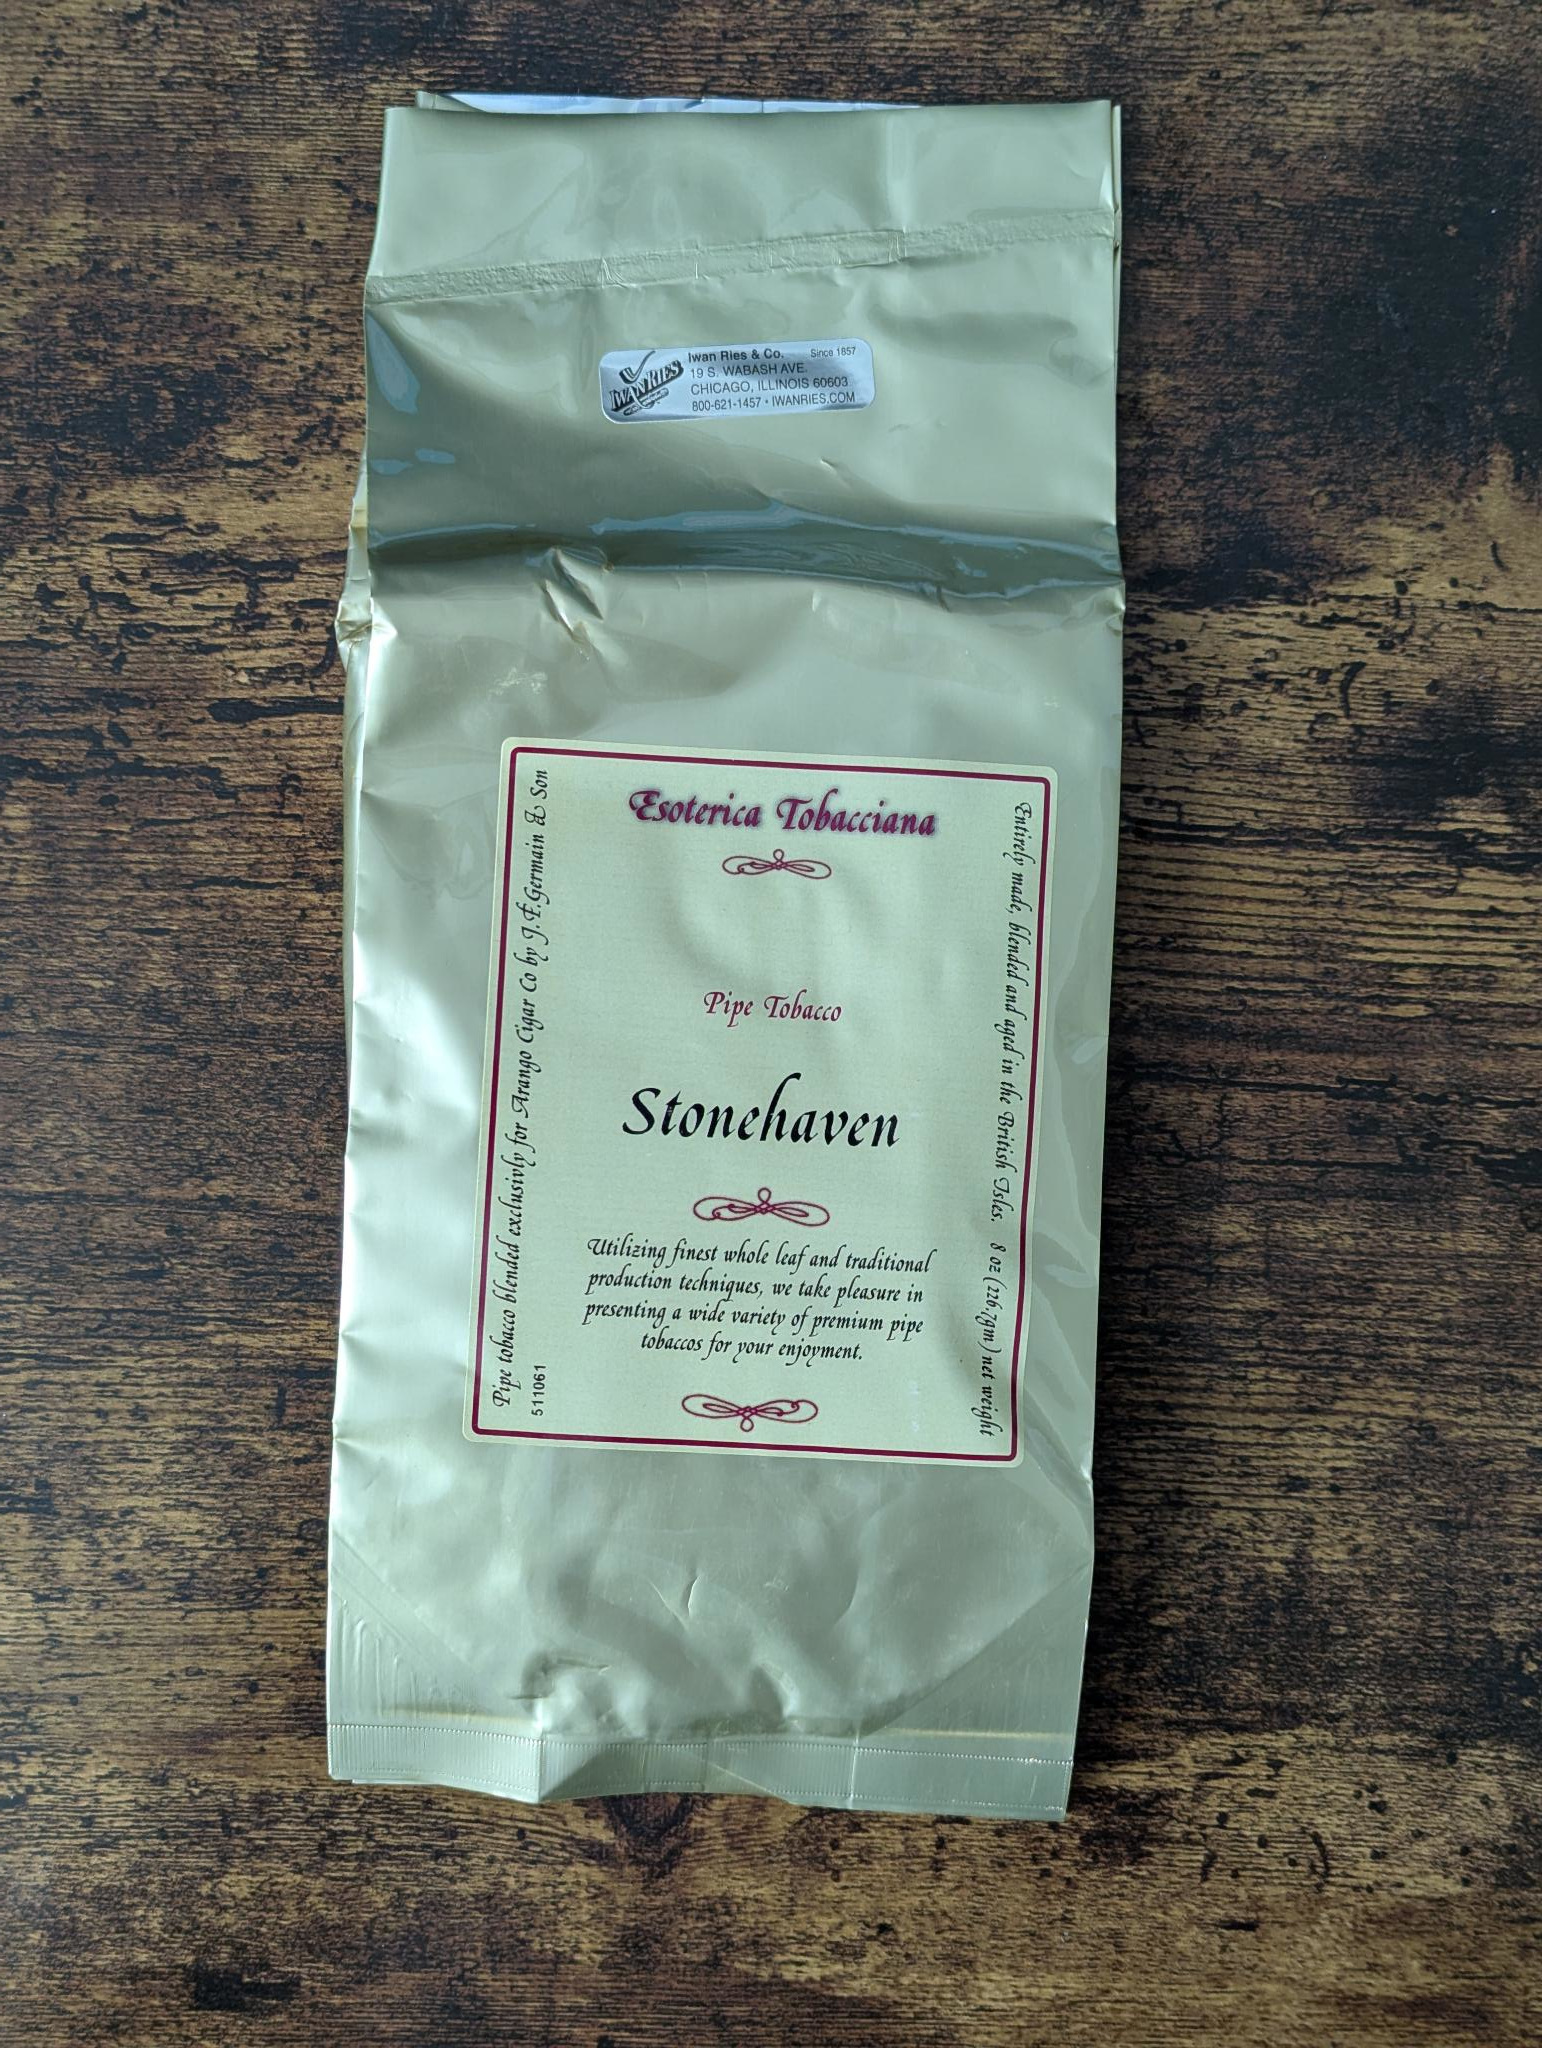 IWAN RIES
Iwan Ries & Co. Since 1857
19 S. WABASH AVE.
CHICAGO, ILLINOIS 60603
800-621-1457 • IWANRIES.COM
Esoterica Tobacciana
Pipe Tobacco
Stonehaven
Utilizing finest whole leaf and traditional
production techniques, we take pleasure in
presenting a wide variety of premium pipe
tobaccos for your enjoyment.
Pipe tobacco blended exclusivly for Arango Cigar Co by J.F.Germain & Son
511061
Entirely made, blended and aged in the British Isles. 8 oz (226.7gm) net weight